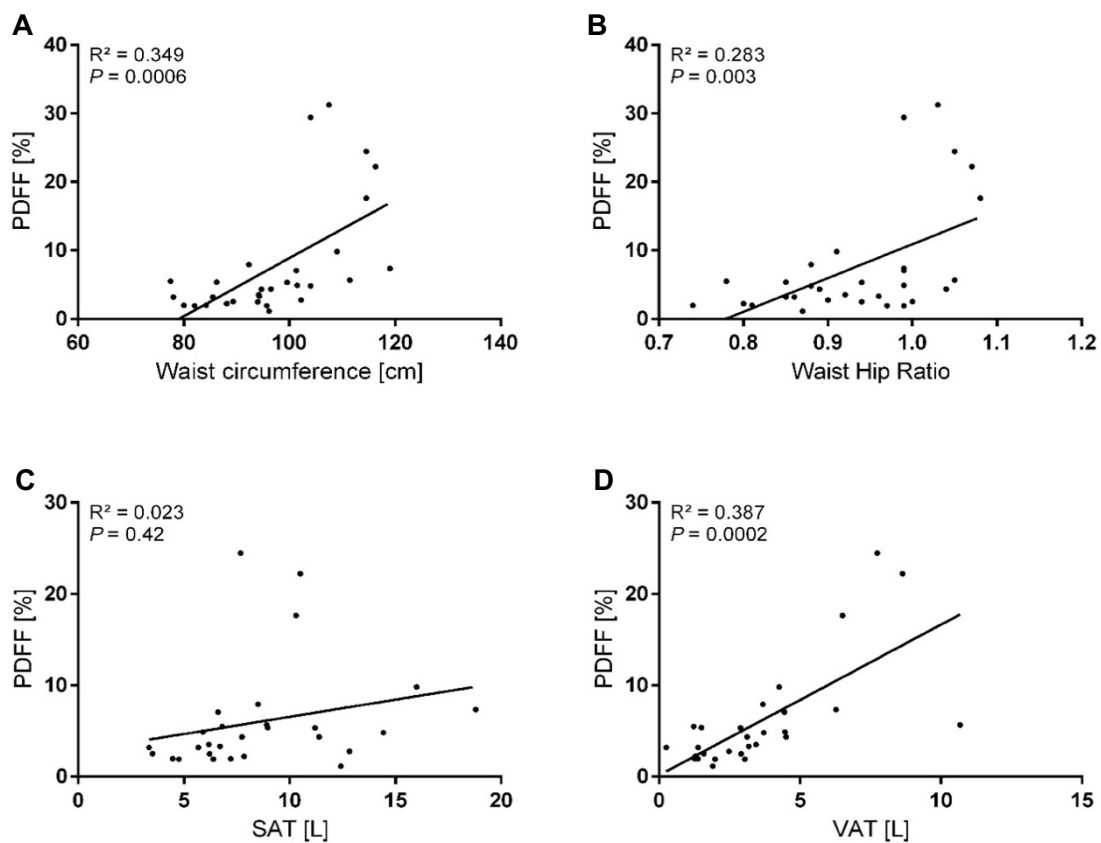 A
R² = 0.349
P = 0.0006
PDFF [%]
40
30
20
10
0
60
80
100
120
140
Waist circumference [cm]
B
R² = 0.283
P = 0.003
PDFF [%]
40
30
20
10
0
0.7
0.8
0.9
1.0
1.1
1.2
Waist Hip Ratio
C
R² = 0.023
P = 0.42
PDFF [%]
30
20
10
0
0
5
10
15
20
SAT [L]
D
R² = 0.387
P = 0.0002
PDFF [%]
30
20
10
0
0
5
10
15
VAT [L]